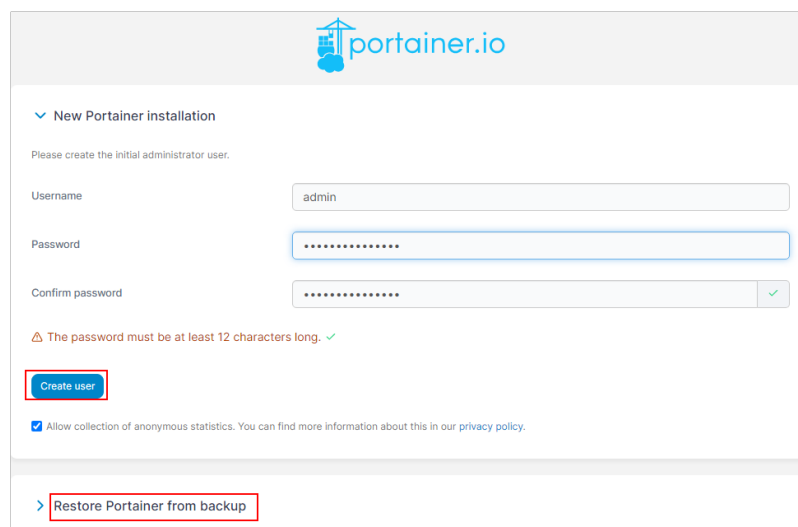 portainer.io
New Portainer installation
Please create the initial administrator user.
Username
admin
Password
•••••••••••••••
Confirm password
•••••••••••••••
The password must be at least 12 characters long.
Create user
Allow collection of anonymous statistics. You can find more information about this in our privacy policy.
Restore Portainer from backup